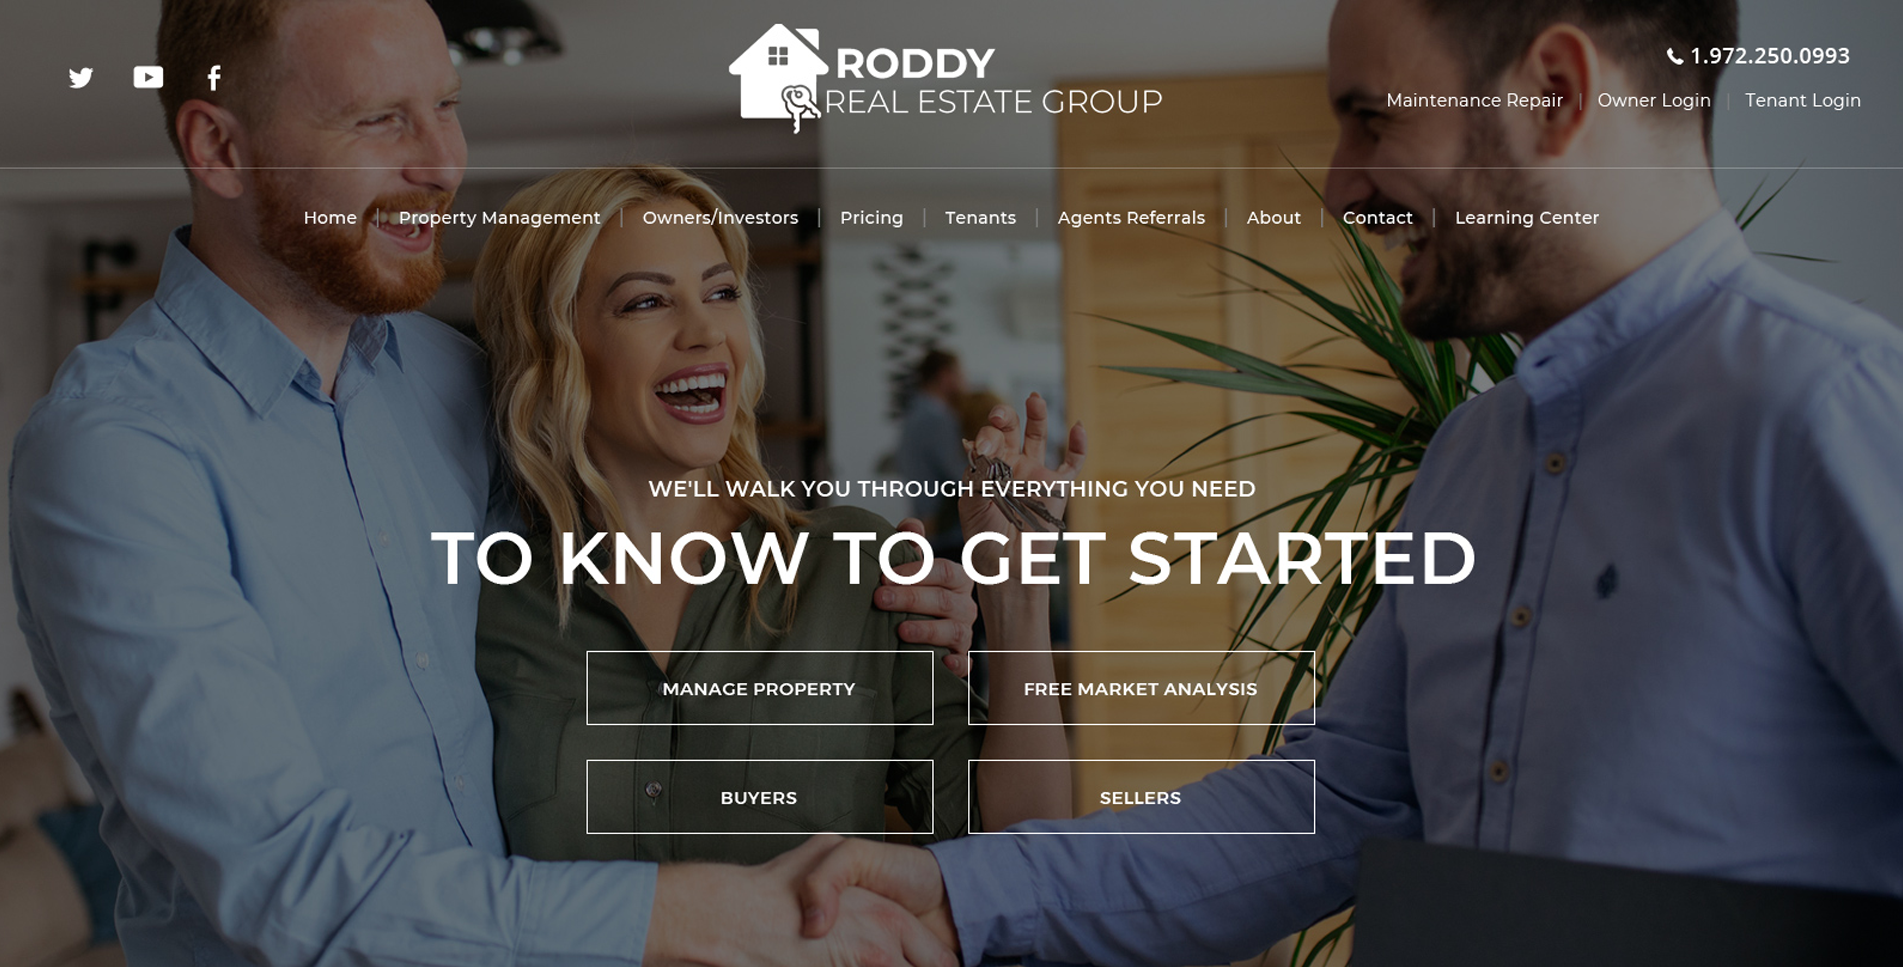 RODDY
REAL ESTATE GROUP
1.972.250.0993
Maintenance Repair | Owner Login | Tenant Login
Home | Property Management | Owners/Investors | Pricing | Tenants | Agents Referrals | About | Contact | Learning Center
WE'LL WALK YOU THROUGH EVERYTHING YOU NEED
TO KNOW TO GET STARTED
MANAGE PROPERTY
FREE MARKET ANALYSIS
BUYERS
SELLERS